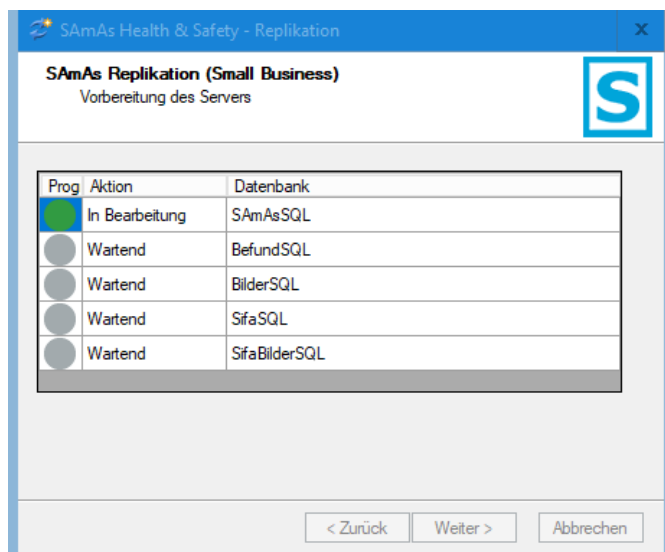 SAmAs Health & Safety - Replikation
x
SAmAs Replikation (Small Business)
Vorbereitung des Servers
S
Prog Aktion Datenbank
In Bearbeitung SAmAsSQL
Wartend BefundSQL
Wartend BilderSQL
Wartend SifaSQL
Wartend SifaBilderSQL
< Zurück Weiter > Abbrechen